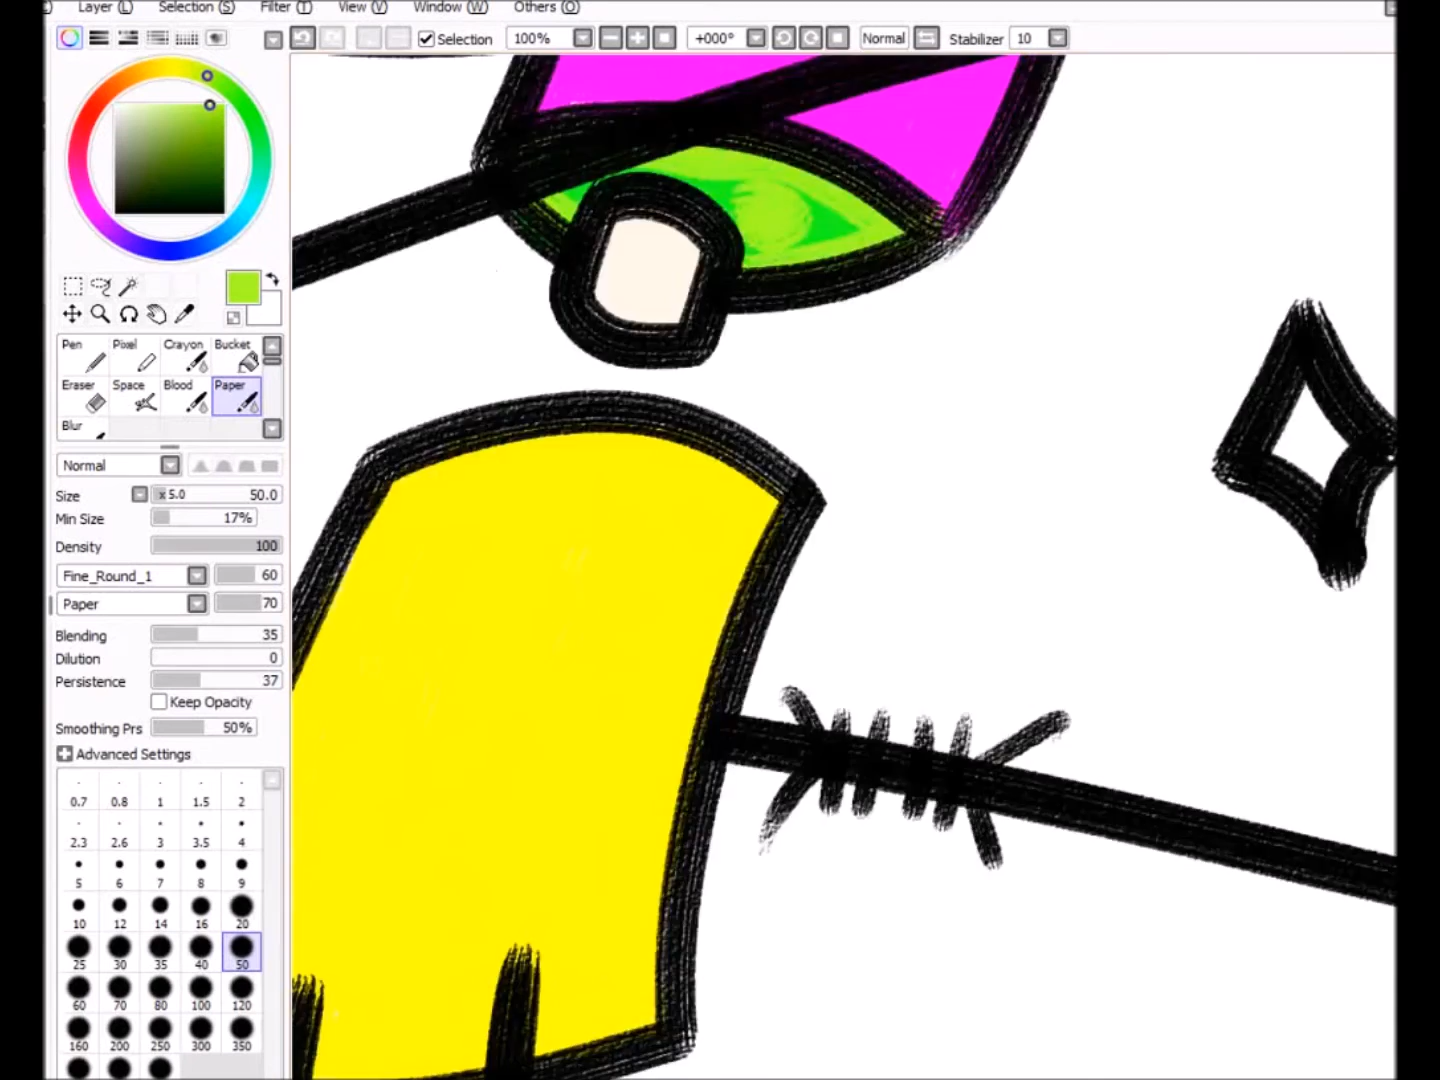 Layer (L) Selection (S) Filter (T) View (V) Window (W) Others (O)
Selection 100% +000° Normal Stabilizer 10
Pen Pixel Crayon Bucket
Eraser Space Blood Paper
Blur
Normal
Size x 5.0 50.0
Min Size 17%
Density 100
Fine_Round_1 60
Paper 70
Blending 35
Dilution 0
Persistence 37
Keep Opacity
Smoothing Prs 50%
Advanced Settings
0.7 0.8 1 1.5 2
2.3 2.6 3 3.5 4
5 6 7 8 9
10 12 14 16 20
25 30 35 40 50
60 70 80 100 120
160 200 250 300 350